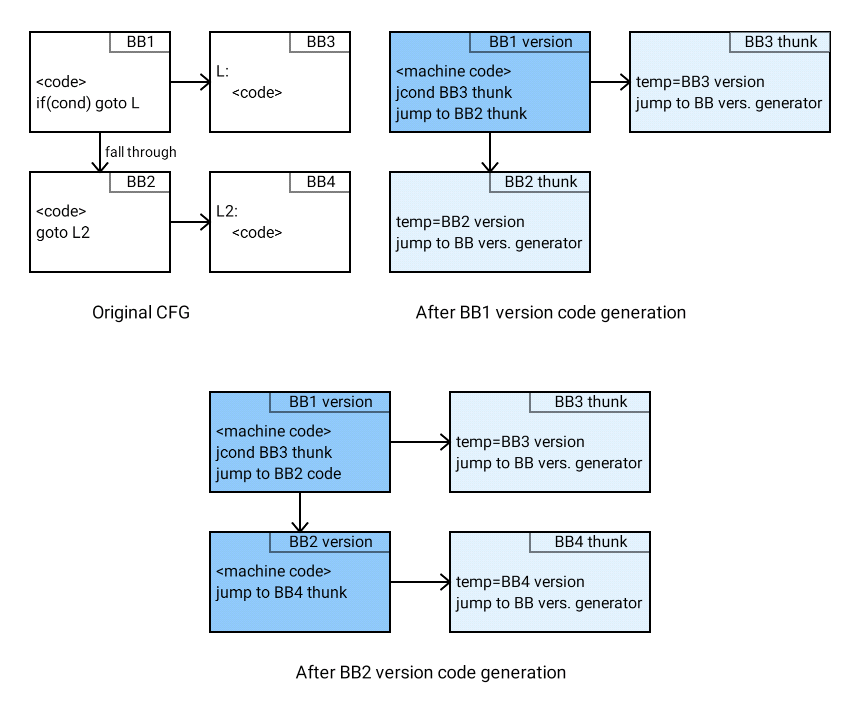 BB1
<code>
if(cond) goto L
BB3
L:
<code>
fall through
BB2
<code>
goto L2
BB4
L2:
<code>
Original CFG
BB1 version
<machine code>
jcond BB3 thunk
jump to BB2 thunk
BB3 thunk
temp=BB3 version
jump to BB vers. generator
BB2 thunk
temp=BB2 version
jump to BB vers. generator
After BB1 version code generation
BB1 version
<machine code>
jcond BB3 thunk
jump to BB2 code
BB3 thunk
temp=BB3 version
jump to BB vers. generator
BB2 version
<machine code>
jump to BB4 thunk
BB4 thunk
temp=BB4 version
jump to BB vers. generator
After BB2 version code generation